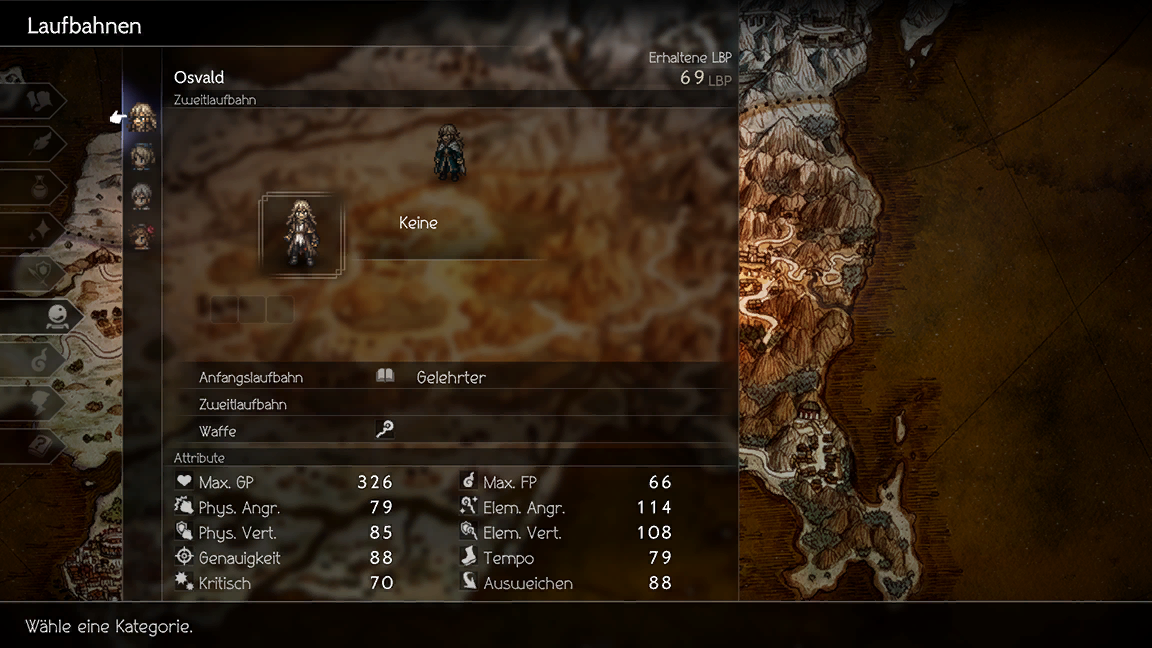 Laufbahnen
Erhaltene LBP
69 LBP
Osvald
Zweitlaufbahn
Keine
Anfangslaufbahn Gelehrter
Zweitlaufbahn
Waffe
Attribute
Max. GP 326 Max. FP 66
Phys. Angr. 79 Elem. Angr. 114
Phys. Vert. 85 Elem. Vert. 108
Genauigkeit 88 Tempo 79
Kritisch 70 Ausweichen 88
Wähle eine Kategorie.